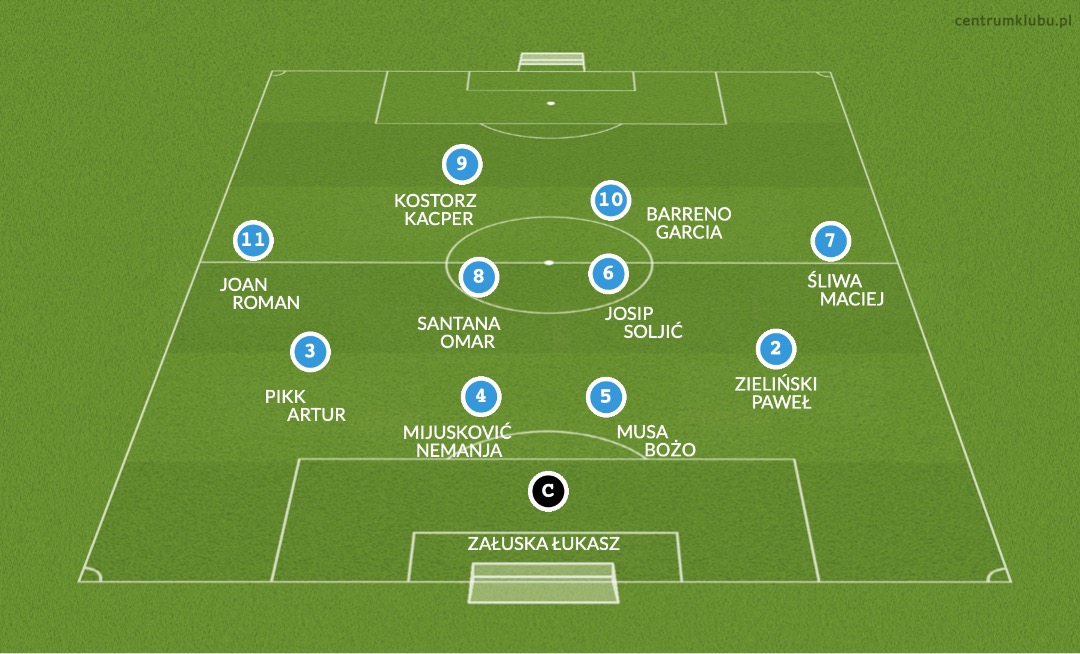 centrumklubu.pl
9
KOSTORZ
KACPER
10
BARRENO
GARCIA
11
JOAN
ROMAN
7
ŚLIWA
MACIEJ
8
SANTANA
OMAR
6
JOSIP
SOLJIĆ
3
PIKK
ARTUR
2
ZIELIŃSKI
PAWEŁ
4
MIJUSKOVIĆ
NEMANJA
5
MUSA
BOŻO
C
ZAŁUSKA ŁUKASZ